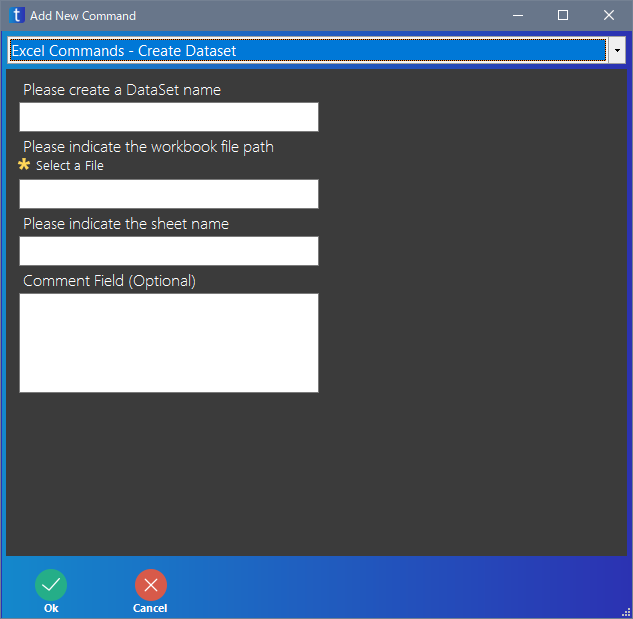 t Add New Command
Excel Commands - Create Dataset
Please create a DataSet name
Please indicate the workbook file path
* Select a File
Please indicate the sheet name
Comment Field (Optional)
Ok Cancel